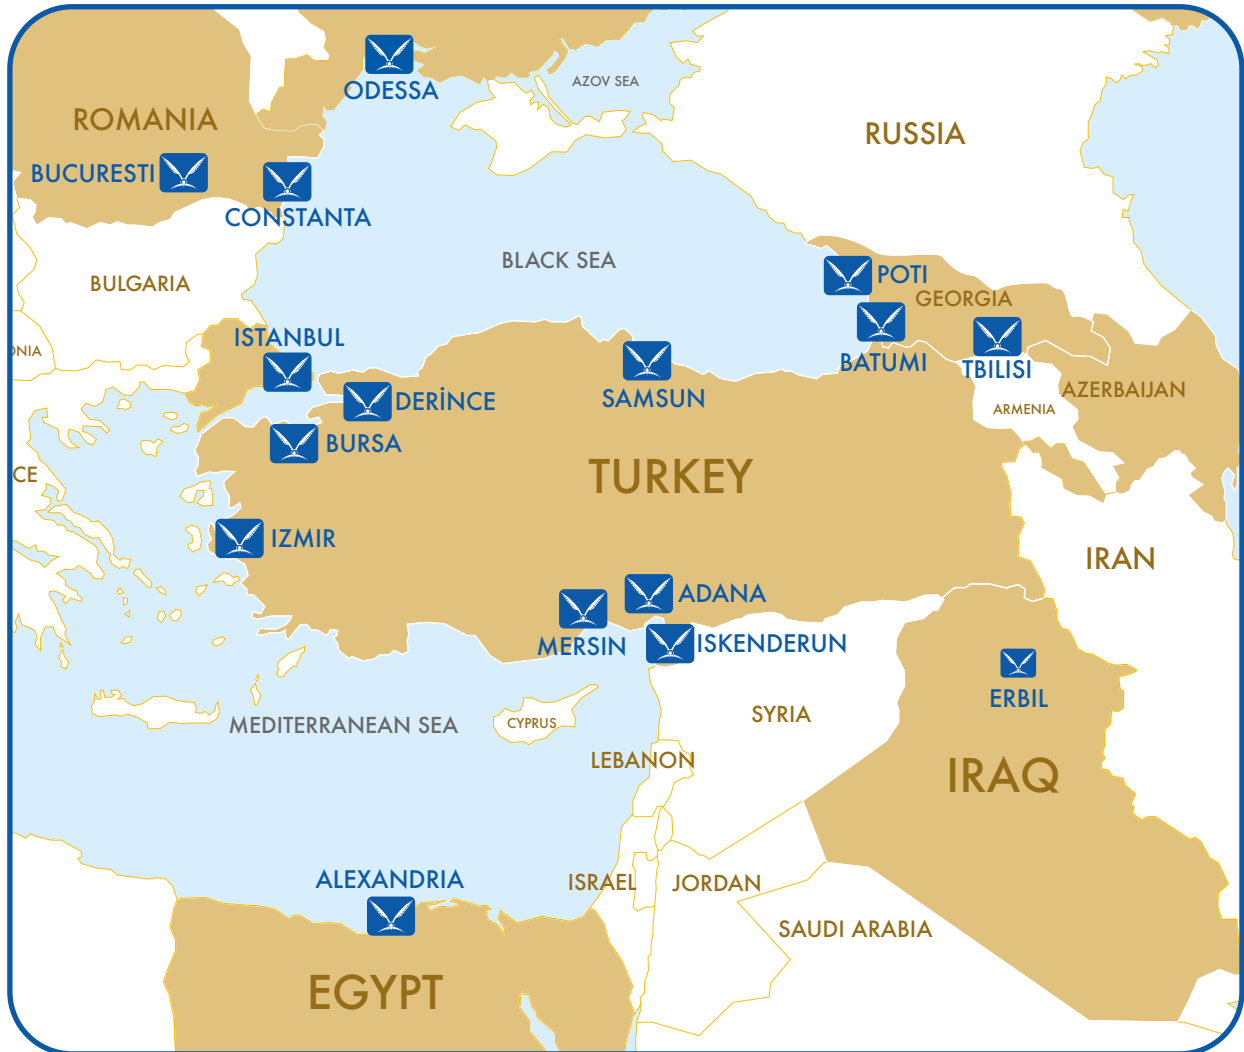 ODESSA
AZOV SEA
ROMANIA
RUSSIA
BUCURESTI
CONSTANTA
BLACK SEA
POTI
BULGARIA
GEORGIA
ISTANBUL
ONIA
BATUMI
TBILISI
DERİNCE
SAMSUN
AZERBAIJAN
ARMENIA
BURSA
CE
TURKEY
IZMIR
IRAN
ADANA
MERSIN
ISKENDERUN
ERBIL
CYPRUS
SYRIA
MEDITERRANEAN SEA
LEBANON
IRAQ
ALEXANDRIA
ISRAEL
JORDAN
SAUDI ARABIA
EGYPT